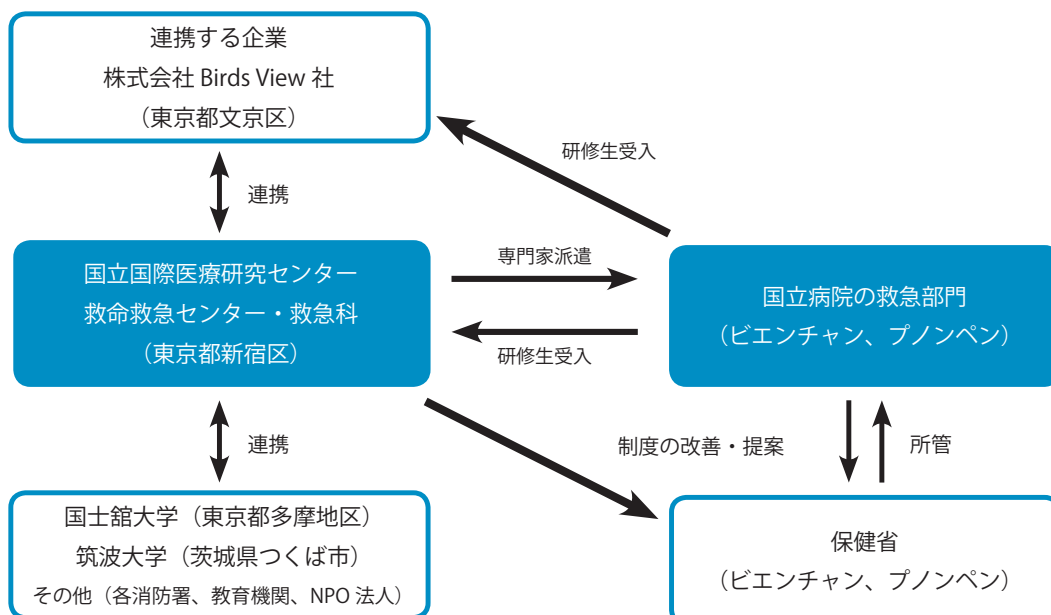 連携する企業
株式会社 Birds View 社
（東京都文京区）
研修生受入
連携
国立国際医療研究センター
救命救急センター・救急科
（東京都新宿区）
専門家派遣
研修生受入
国立病院の救急部門
（ビエンチャン、プノンペン）
連携
制度の改善・提案
所管
国士舘大学（東京都多摩地区）
筑波大学（茨城県つくば市）
その他（各消防署、教育機関、NPO 法人）
保健省
（ビエンチャン、プノンペン）